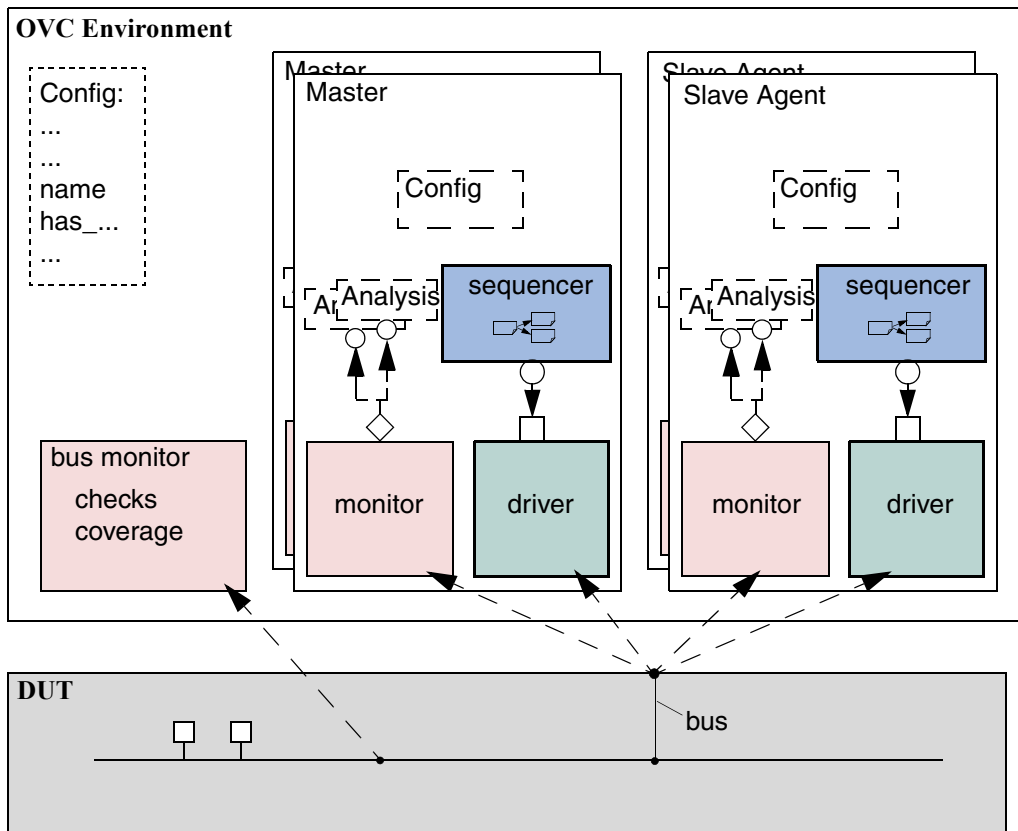 OVC Environment
Config:
...
...
name
has_...
...
Master
Master
Config
Analysis
sequencer
monitor
driver
Slave Agent
Slave Agent
Config
Analysis
sequencer
monitor
driver
bus monitor
checks
coverage
DUT
bus